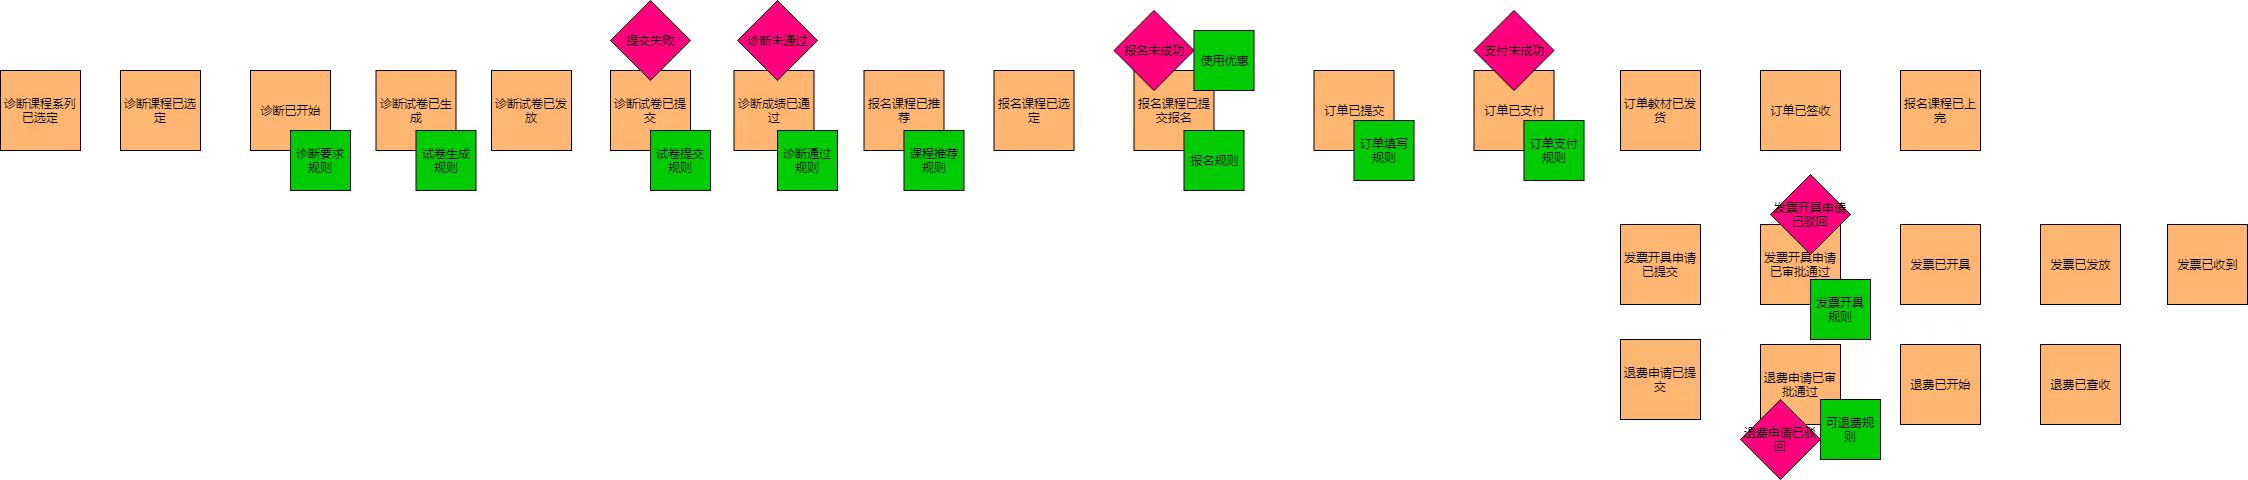 提交失败
诊断未通过
报名未成功
使用优惠
支付未成功
诊断课程系列
已选定
诊断课程已选
定
诊断已开始
诊断要求
规则
诊断试卷已生
成
试卷生成
规则
诊断试卷已发
放
诊断试卷已提
交
试卷提交
规则
诊断成绩已通
过
诊断通过
规则
报名课程已推
荐
课程推荐
规则
报名课程已选
定
报名课程已提
交报名
报名规则
订单已提交
订单填写
规则
订单已支付
订单支付
规则
订单教材已发
货
订单已签收
报名课程已上
完
发票开具申请
已驳回
发票开具申请
已提交
发票开具申请
已审批通过
发票开具
规则
发票已开具
发票已发放
发票已收到
退费申请已提
交
退费申请已审
批通过
退费申请已驳
回
可退费规
则
退费已开始
退费已查收